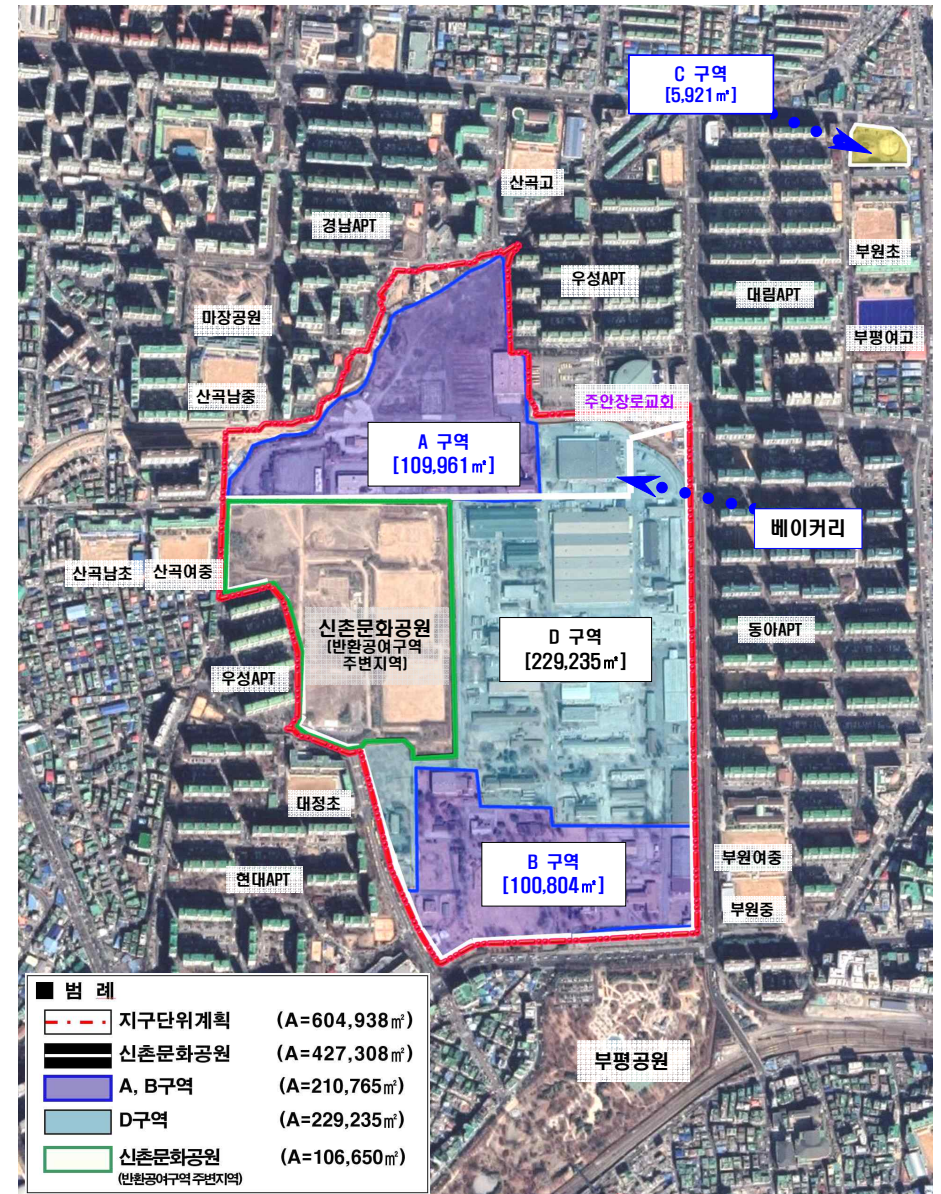 C 구역
[5,921㎡]
산곡고
경남APT
부원초
우성APT
대림APT
마장공원
부평여고
산곡남중
주안장로교회
A 구역
[109,961㎡]
베이커리
산곡남초
산곡여중
신촌문화공원
(반환공여구역
주변지역)
D 구역
[229,235㎡]
동아APT
우성APT
대정초
B 구역
[100,804㎡]
부원여중
현대APT
부원중
■ 범 례
지구단위계획 (A=604,938㎡)
신촌문화공원 (A=427,308㎡)
A, B구역 (A=210,765㎡)
D구역 (A=229,235㎡)
신촌문화공원 (A=106,650㎡)
(반환공여구역 주변지역)
부평공원